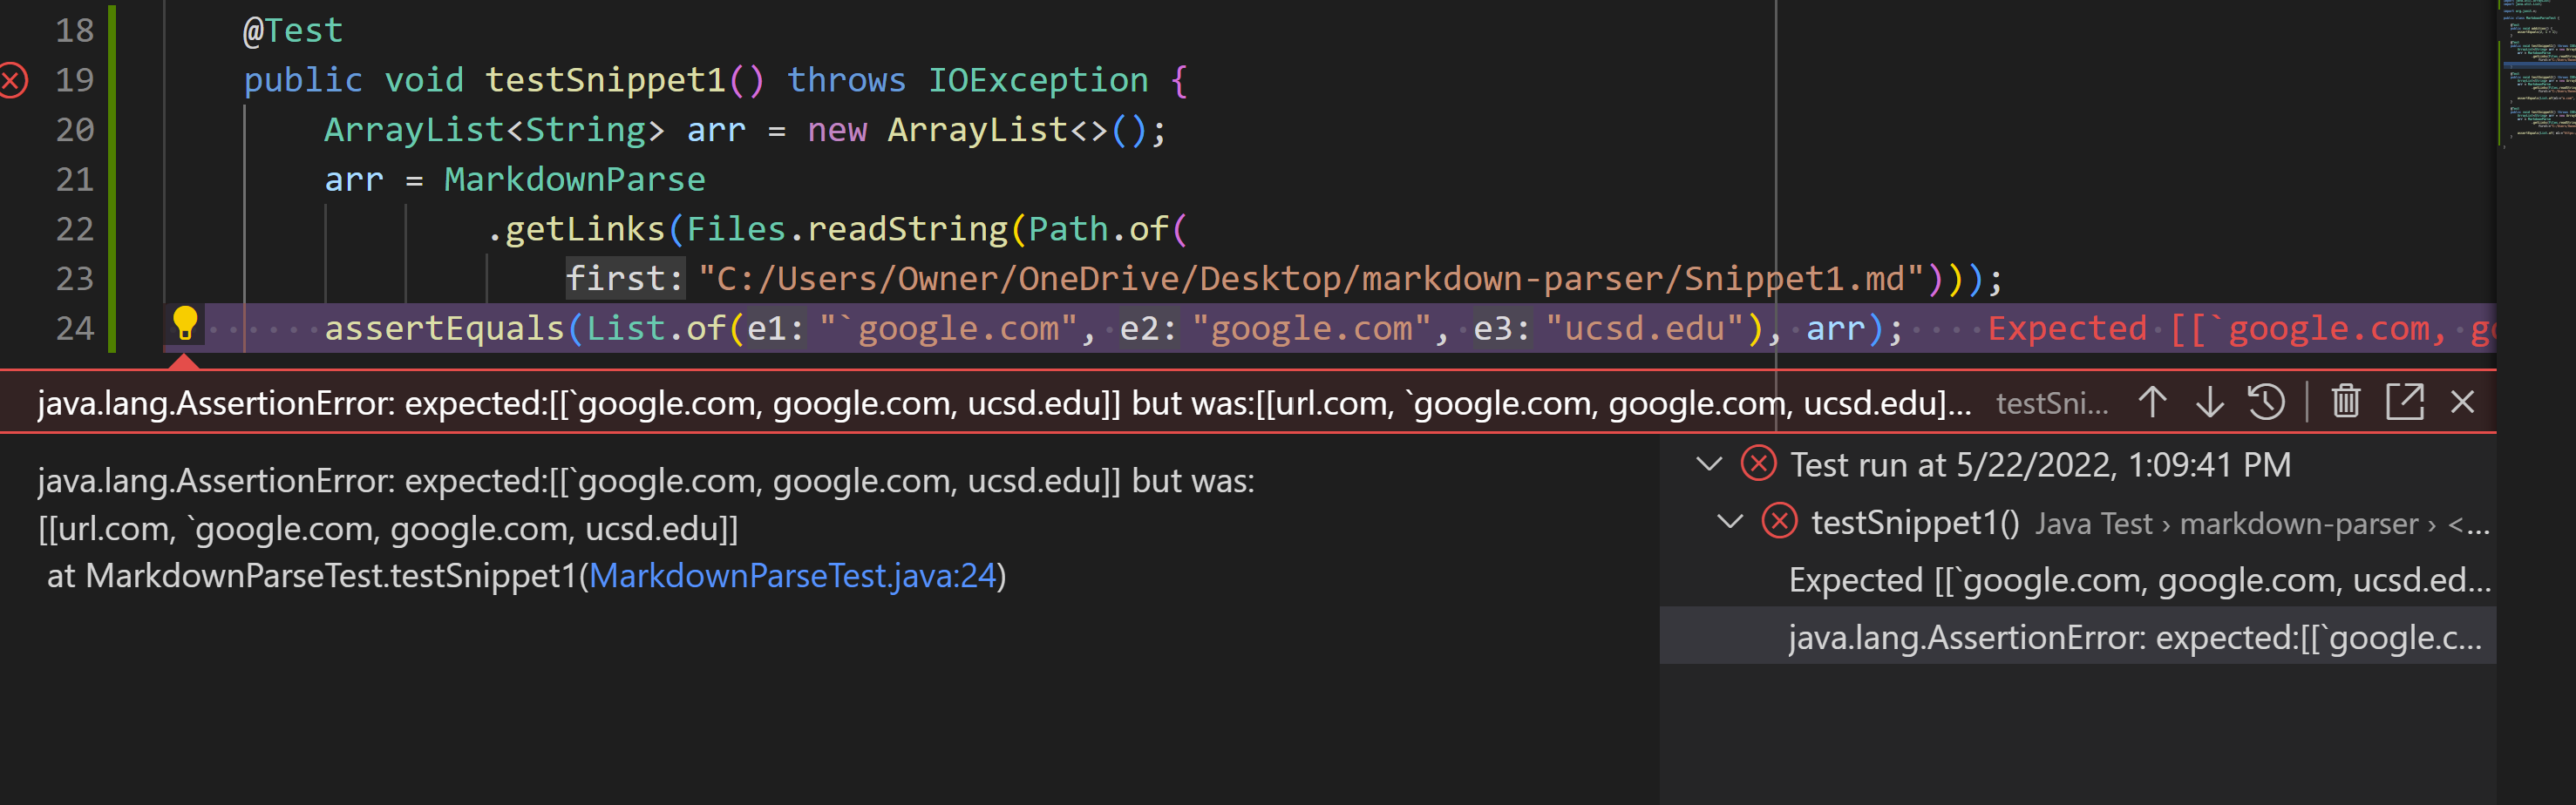 18 @Test
19 public void testSnippet1() throws IOException {
20 ArrayList<String> arr = new ArrayList<>();
21 arr = MarkdownParse
22 .getLinks(Files.readString(Path.of(
23 first: "C:/Users/Owner/OneDrive/Desktop/markdown-parser/Snippet1.md")));
24 assertEquals(List.of(e1: "`google.com", e2: "google.com", e3: "ucsd.edu"), arr); Expected [[`google.com, go
java.lang.AssertionError: expected:[[`google.com, google.com, ucsd.edu]] but was:[[url.com, `google.com, google.com, ucsd.edu]... testSni...
java.lang.AssertionError: expected:[[`google.com, google.com, ucsd.edu]] but was:
[[url.com, `google.com, google.com, ucsd.edu]]
at MarkdownParseTest.testSnippet1(MarkdownParseTest.java:24)
Test run at 5/22/2022, 1:09:41 PM
testSnippet1() Java Test › markdown-parser › <...
Expected [[`google.com, google.com, ucsd.ed...
java.lang.AssertionError: expected:[[`google.c...